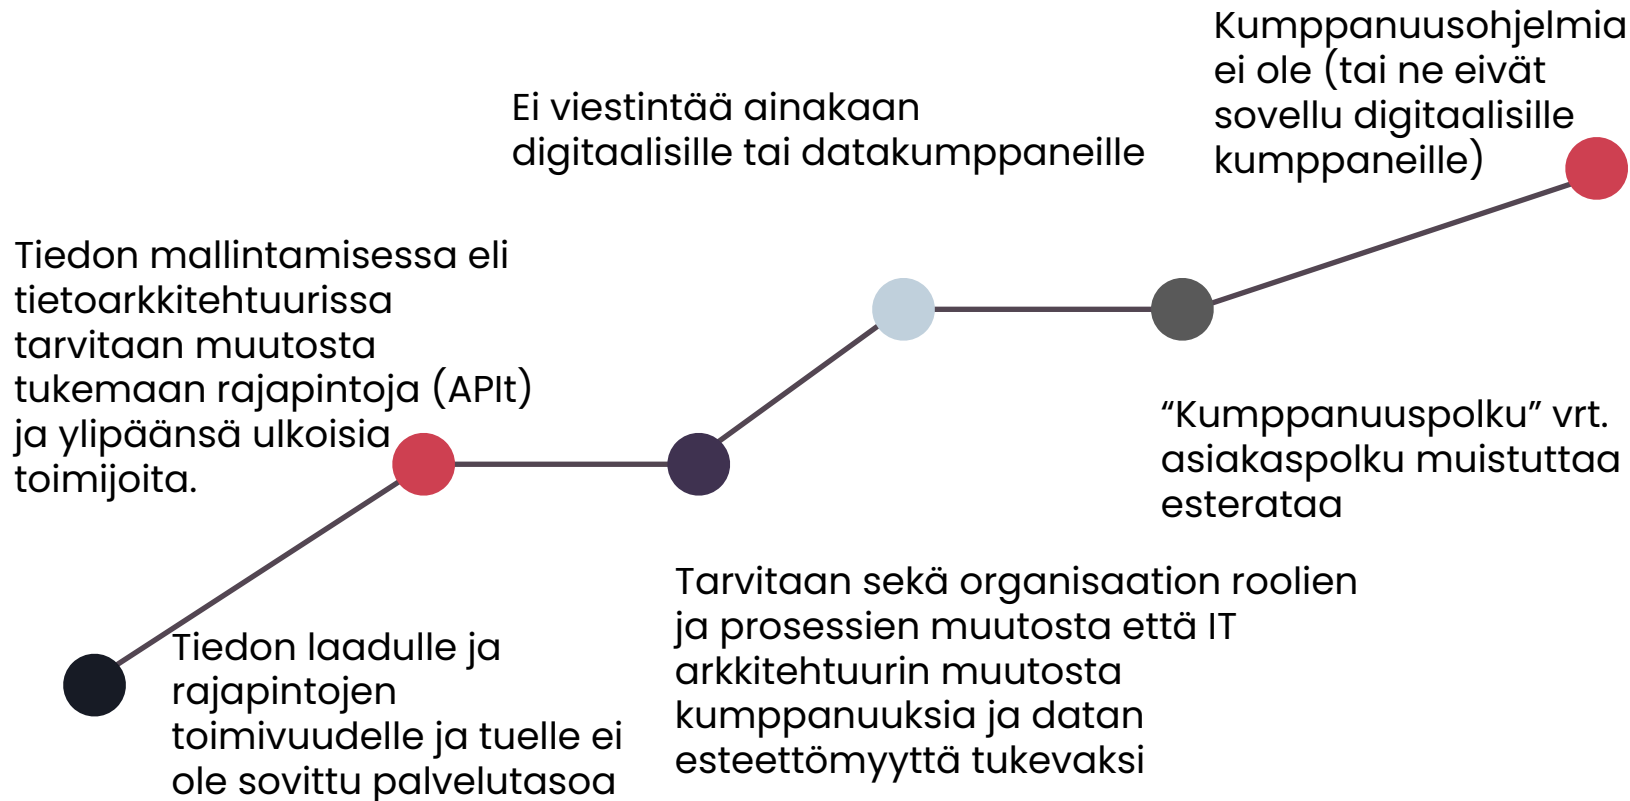 Kumppanuusohjelmia
ei ole (tai ne eivät
sovellu digitaalisille
kumppaneille)
Ei viestintää ainakaan
digitaalisille tai datakumppaneille
Tiedon mallintamisessa eli
tietoarkkitehtuurissa
tarvitaan muutosta
tukemaan rajapintoja (APIt)
ja ylipäänsä ulkoisia
toimijoita.
“Kumppanuuspolku” vrt.
asiakaspolku muistuttaa
esterataa
Tarvitaan sekä organisaation roolien
ja prosessien muutosta että IT
arkkitehtuurin muutosta
kumppanuuksia ja datan
esteettömyyttä tukevaksi
Tiedon laadulle ja
rajapintojen
toimivuudelle ja tuelle ei
ole sovittu palvelutasoa